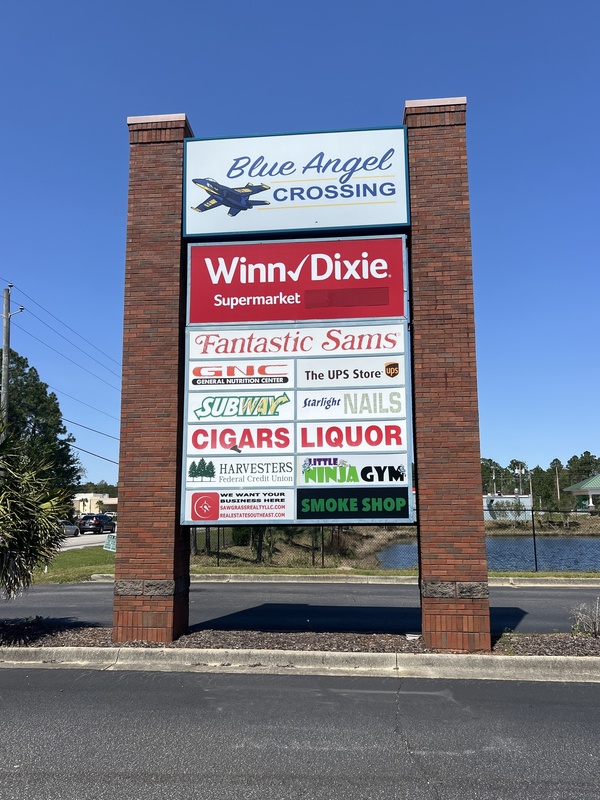 Blue Angel
CROSSING
Winn✓Dixie
Supermarket
Fantastic Sams
GNC
GENERAL NUTRITION CENTER
The UPS Store
ups
SUBWAY
Starlight NAILS
CIGARS
LIQUOR
HARVESTERS
Federal Credit Union
LITTLE
NINJA GYM
WE WANT YOUR
BUSINESS HERE
SAWGRASSREALTYLLC.COM
REALESTATESOUTHEAST.COM
SMOKE SHOP